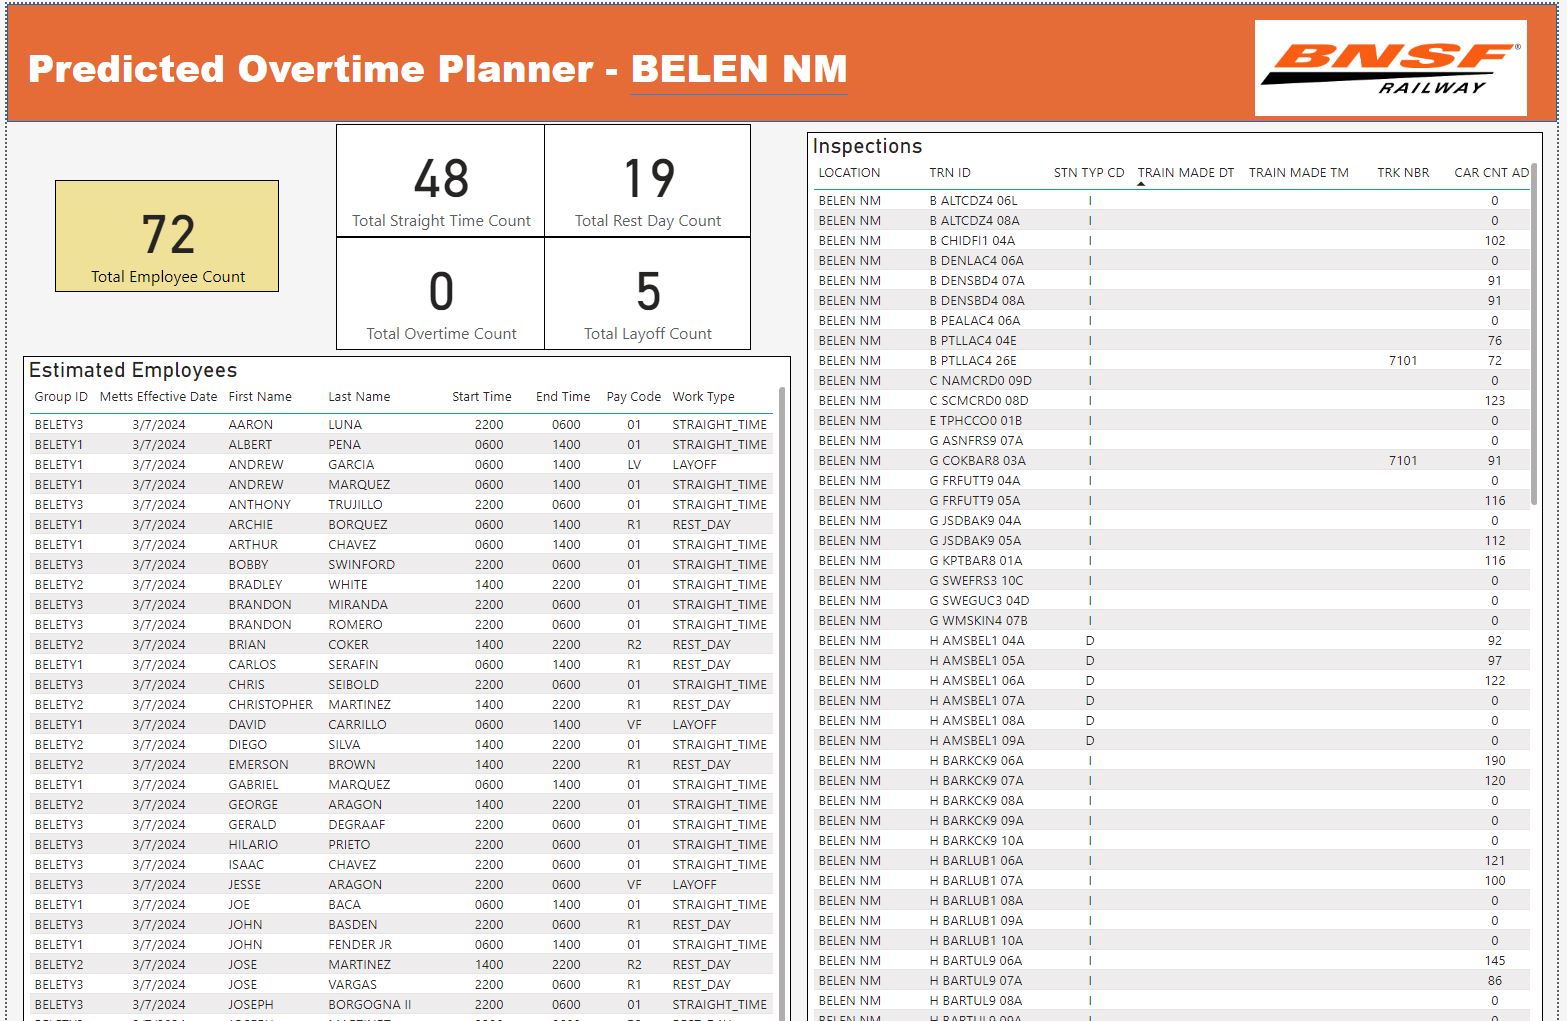 Predicted Overtime Planner - BELEN NM
BNSF®
RAILWAY
72
Total Employee Count
48
Total Straight Time Count
19
Total Rest Day Count
0
Total Overtime Count
5
Total Layoff Count
Estimated Employees
Group ID Metts Effective Date First Name Last Name Start Time End Time Pay Code Work Type
BELETY3 3/7/2024 AARON LUNA 2200 0600 01 STRAIGHT_TIME
BELETY1 3/7/2024 ALBERT PENA 0600 1400 01 STRAIGHT_TIME
BELETY1 3/7/2024 ANDREW GARCIA 0600 1400 LV LAYOFF
BELETY1 3/7/2024 ANDREW MARQUEZ 0600 1400 01 STRAIGHT_TIME
BELETY3 3/7/2024 ANTHONY TRUJILLO 2200 0600 01 STRAIGHT_TIME
BELETY1 3/7/2024 ARCHIE BORQUEZ 0600 1400 R1 REST_DAY
BELETY1 3/7/2024 ARTHUR CHAVEZ 0600 1400 01 STRAIGHT_TIME
BELETY3 3/7/2024 BOBBY SWINFORD 2200 0600 01 STRAIGHT_TIME
BELETY2 3/7/2024 BRADLEY WHITE 1400 2200 01 STRAIGHT_TIME
BELETY3 3/7/2024 BRANDON MIRANDA 2200 0600 01 STRAIGHT_TIME
BELETY3 3/7/2024 BRANDON ROMERO 2200 0600 01 STRAIGHT_TIME
BELETY2 3/7/2024 BRIAN COKER 1400 2200 R2 REST_DAY
BELETY1 3/7/2024 CARLOS SERAFIN 0600 1400 R1 REST_DAY
BELETY3 3/7/2024 CHRIS SEIBOLD 2200 0600 01 STRAIGHT_TIME
BELETY2 3/7/2024 CHRISTOPHER MARTINEZ 1400 2200 R1 REST_DAY
BELETY1 3/7/2024 DAVID CARRILLO 0600 1400 VF LAYOFF
BELETY2 3/7/2024 DIEGO SILVA 1400 2200 01 STRAIGHT_TIME
BELETY2 3/7/2024 EMERSON BROWN 1400 2200 R1 REST_DAY
BELETY1 3/7/2024 GABRIEL MARQUEZ 0600 1400 01 STRAIGHT_TIME
BELETY2 3/7/2024 GEORGE ARAGON 1400 2200 01 STRAIGHT_TIME
BELETY3 3/7/2024 GERALD DEGRAAF 2200 0600 01 STRAIGHT_TIME
BELETY3 3/7/2024 HILARIO PRIETO 2200 0600 01 STRAIGHT_TIME
BELETY3 3/7/2024 ISAAC CHAVEZ 2200 0600 01 STRAIGHT_TIME
BELETY3 3/7/2024 JESSE ARAGON 2200 0600 VF LAYOFF
BELETY1 3/7/2024 JOE BACA 0600 1400 01 STRAIGHT_TIME
BELETY3 3/7/2024 JOHN BASDEN 2200 0600 R1 REST_DAY
BELETY1 3/7/2024 JOHN FENDER JR 0600 1400 01 STRAIGHT_TIME
BELETY2 3/7/2024 JOSE MARTINEZ 1400 2200 R2 REST_DAY
BELETY3 3/7/2024 JOSE VARGAS 2200 0600 R1 REST_DAY
BELETY3 3/7/2024 JOSEPH BORGOGNA II 2200 0600 01 STRAIGHT_TIME
Inspections
LOCATION TRN ID STN TYP CD TRAIN MADE DT TRAIN MADE TM TRK NBR CAR CNT AD
BELEN NM B ALTCDZ4 06L I 0
BELEN NM B ALTCDZ4 08A I 0
BELEN NM B CHIDFI1 04A I 102
BELEN NM B DENLAC4 06A I 0
BELEN NM B DENSBD4 07A I 91
BELEN NM B DENSBD4 08A I 91
BELEN NM B PEALAC4 06A I 0
BELEN NM B PTLLAC4 04E I 76
BELEN NM B PTLLAC4 26E I 7101 72
BELEN NM C NAMCRD0 09D I 0
BELEN NM C SCMCRD0 08D I 123
BELEN NM E TPHCCO0 01B I 0
BELEN NM G ASNFRS9 07A I 0
BELEN NM G COKBAR8 03A I 7101 91
BELEN NM G FRFUTT9 04A I 0
BELEN NM G FRFUTT9 05A I 116
BELEN NM G JSDBAK9 04A I 0
BELEN NM G JSDBAK9 05A I 112
BELEN NM G KPTBAR8 01A I 116
BELEN NM G SWEFRS3 10C I 0
BELEN NM G SWEGUC3 04D I 0
BELEN NM G WMSKIN4 07B I 0
BELEN NM H AMSBEL1 04A D 92
BELEN NM H AMSBEL1 05A D 97
BELEN NM H AMSBEL1 06A D 122
BELEN NM H AMSBEL1 07A D 0
BELEN NM H AMSBEL1 08A D 0
BELEN NM H AMSBEL1 09A D 0
BELEN NM H BARKCK9 06A I 190
BELEN NM H BARKCK9 07A I 120
BELEN NM H BARKCK9 08A I 0
BELEN NM H BARKCK9 09A I 0
BELEN NM H BARKCK9 10A I 0
BELEN NM H BARLUB1 06A I 121
BELEN NM H BARLUB1 07A I 100
BELEN NM H BARLUB1 08A I 0
BELEN NM H BARLUB1 09A I 0
BELEN NM H BARLUB1 10A I 0
BELEN NM H BARTUL9 06A I 145
BELEN NM H BARTUL9 07A I 86
BELEN NM H BARTUL9 08A I 0
BELEN NM H BARTUL9 09A I 0